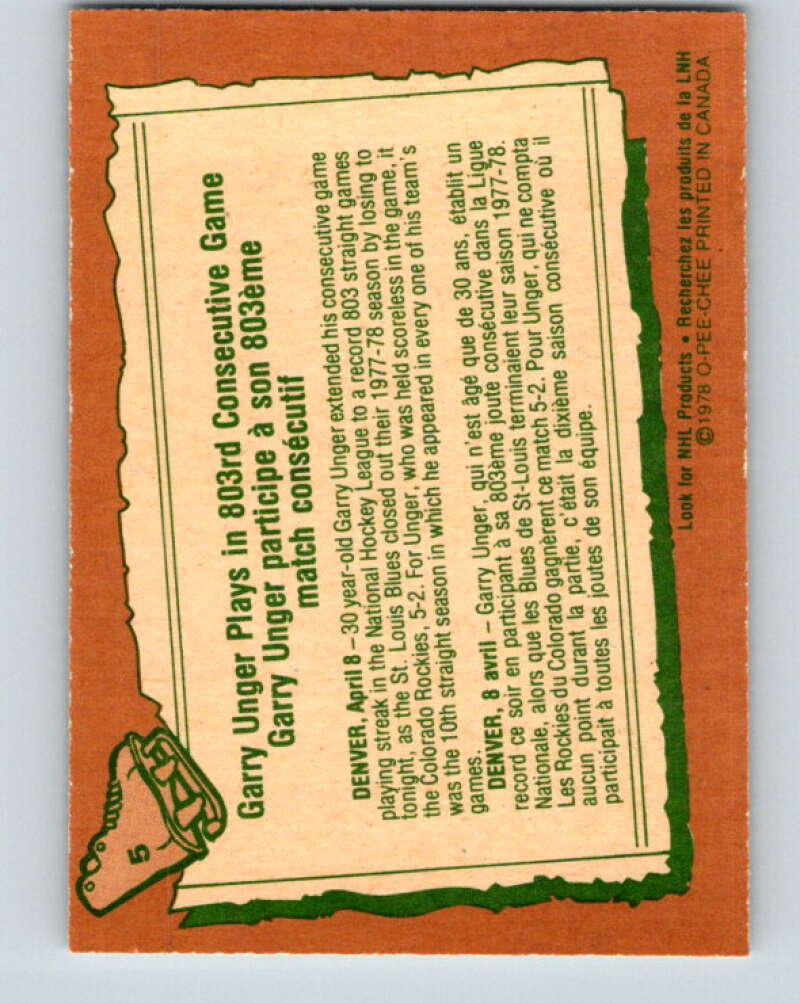 5
Garry Unger Plays in 803rd Consecutive Game
Garry Unger participe à son 803ème
match consécutif
DENVER, April 8 – 30 year-old Garry Unger extended his consecutive game
playing streak in the National Hockey League to a record 803 straight games
tonight, as the St. Louis Blues closed out their 1977-78 season by losing to
the Colorado Rockies, 5-2. For Unger, who was held scoreless in the game, it
was the 10th straight season in which he appeared in every one of his team's
games.
DENVER, 8 avril – Garry Unger, qui n'est âgé que de 30 ans, établit un
record ce soir en participant à sa 803ème joute consécutive dans la Ligue
Nationale, alors que les Blues de St-Louis terminaient leur saison 1977-78.
Les Rockies du Colorado gagnèrent ce match 5-2. Pour Unger, qui ne compta
aucun point durant la partie, c'était la dixième saison consécutive où il
participait à toutes les joutes de son équipe.
Look for NHL Products • Recherchez les produits de la LNH
©1978 O-PEE-CHEE PRINTED IN CANADA